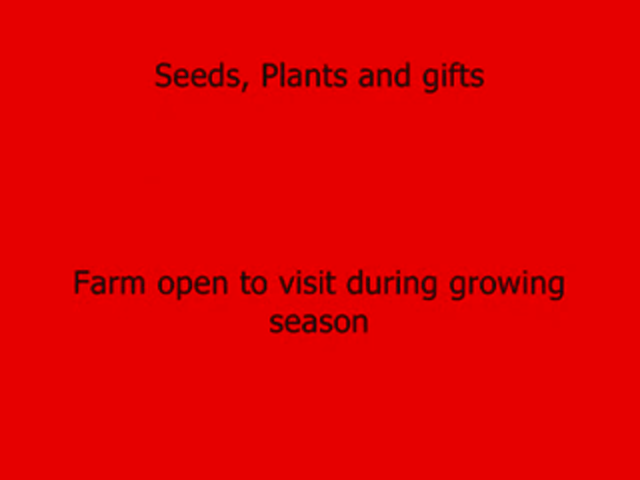 Seeds, Plants and gifts
Farm open to visit during growing
season